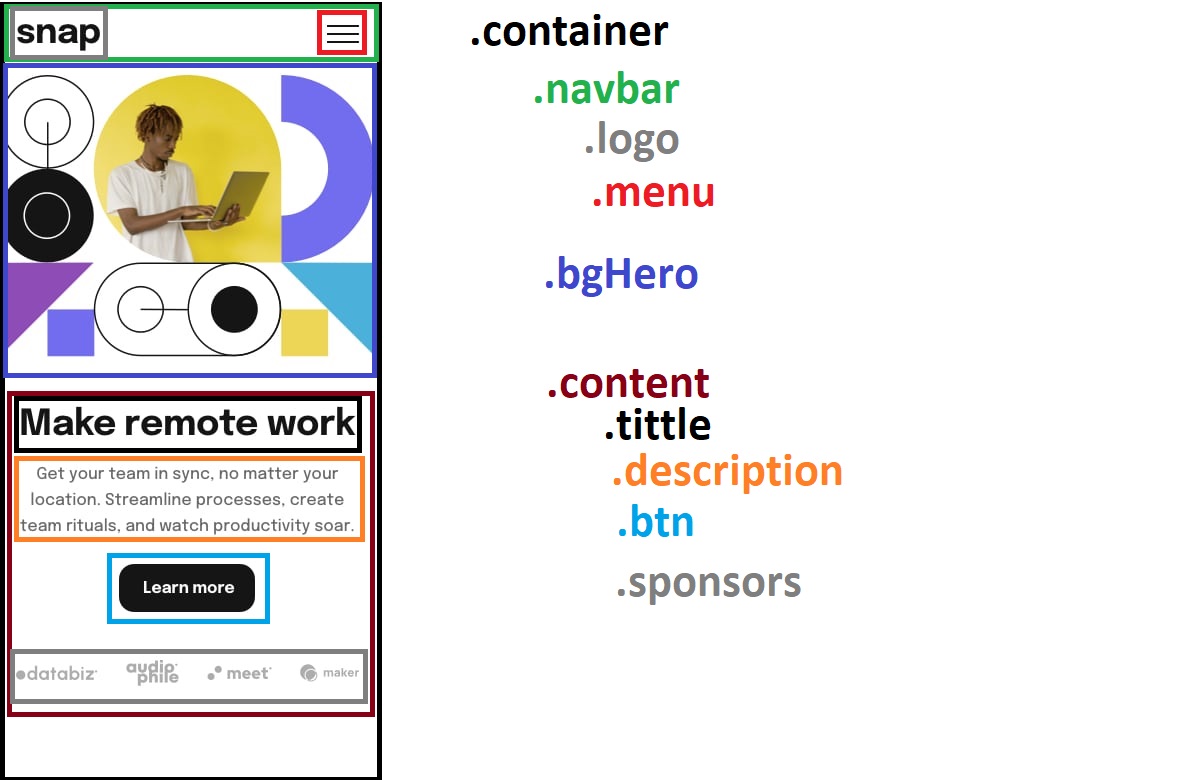 snap
Make remote work
Get your team in sync, no matter your
location. Streamline processes, create
team rituals, and watch productivity soar.
Learn more
databiz
audiophile
meet
maker
.container
.navbar
.logo
.menu
.bgHero
.content
.tittle
.description
.btn
.sponsors